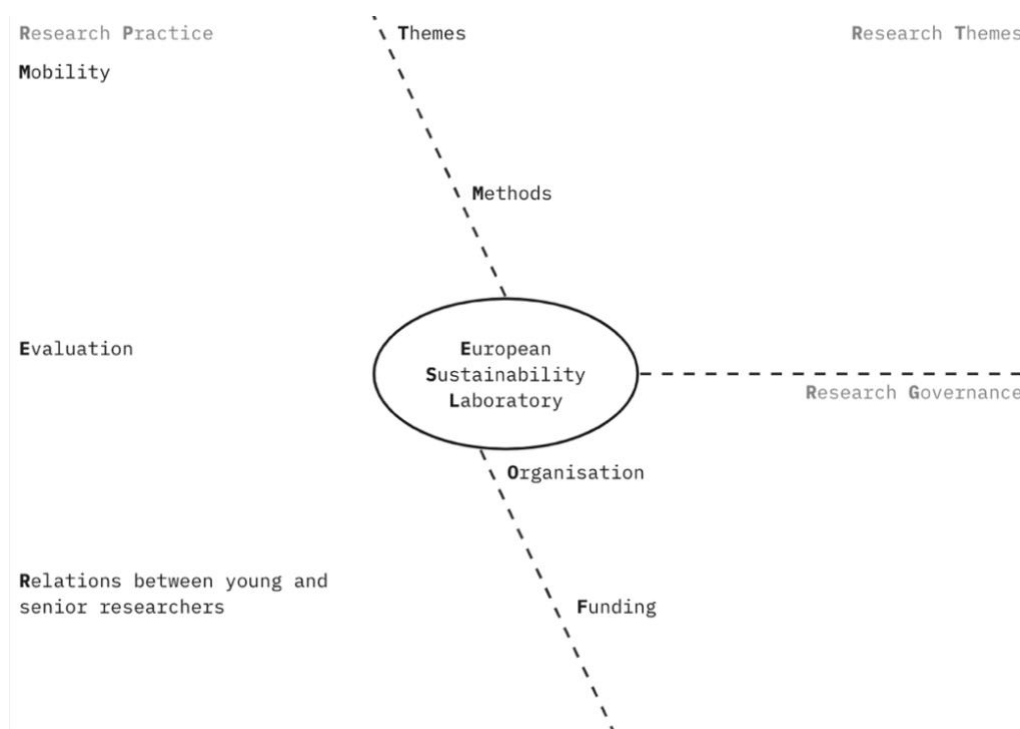 Research Practice
Themes
Research Themes
Mobility
Methods
Evaluation
European
Sustainability
Laboratory
Research Governance
Organisation
Relations between young and
senior researchers
Funding